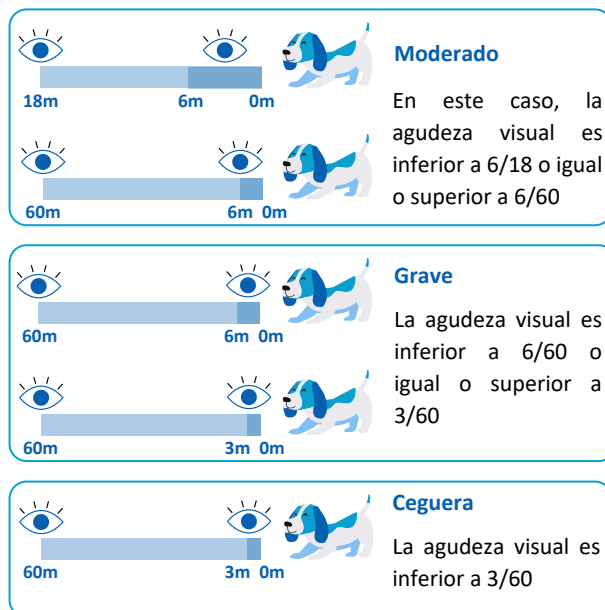 18m 6m 0m
60m 6m 0m
Moderado
En este caso, la
agudeza visual es
inferior a 6/18 o igual
o superior a 6/60
60m 6m 0m
60m 3m 0m
Grave
La agudeza visual es
inferior a 6/60 o
igual o superior a
3/60
60m 3m 0m
Ceguera
La agudeza visual es
inferior a 3/60